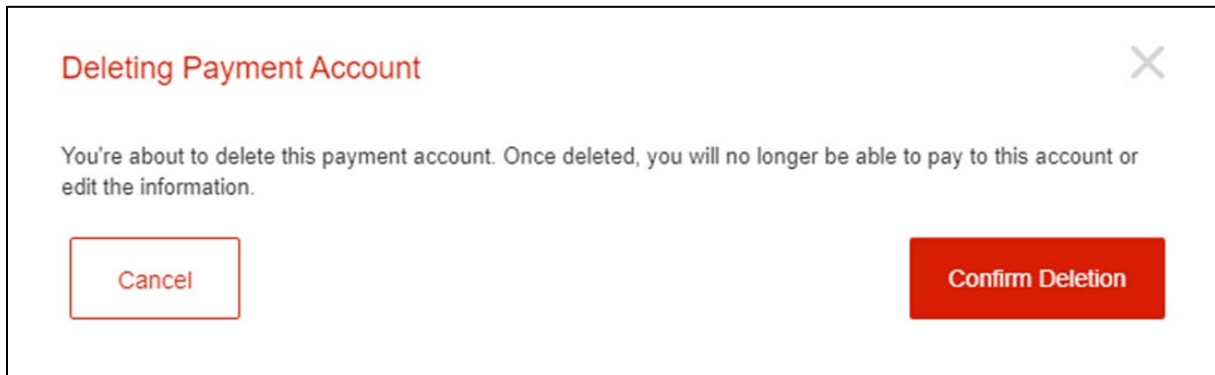 Deleting Payment Account
You're about to delete this payment account. Once deleted, you will no longer be able to pay to this account or
edit the information.
Cancel
Confirm Deletion